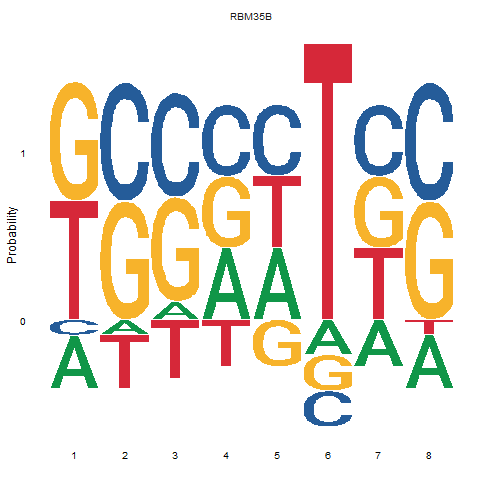 RBM35B
Probability
1
0
G C C C C T C C
T G G G T G G
A A A A T T
C A T T G A A A
A T G
C
1 2 3 4 5 6 7 8